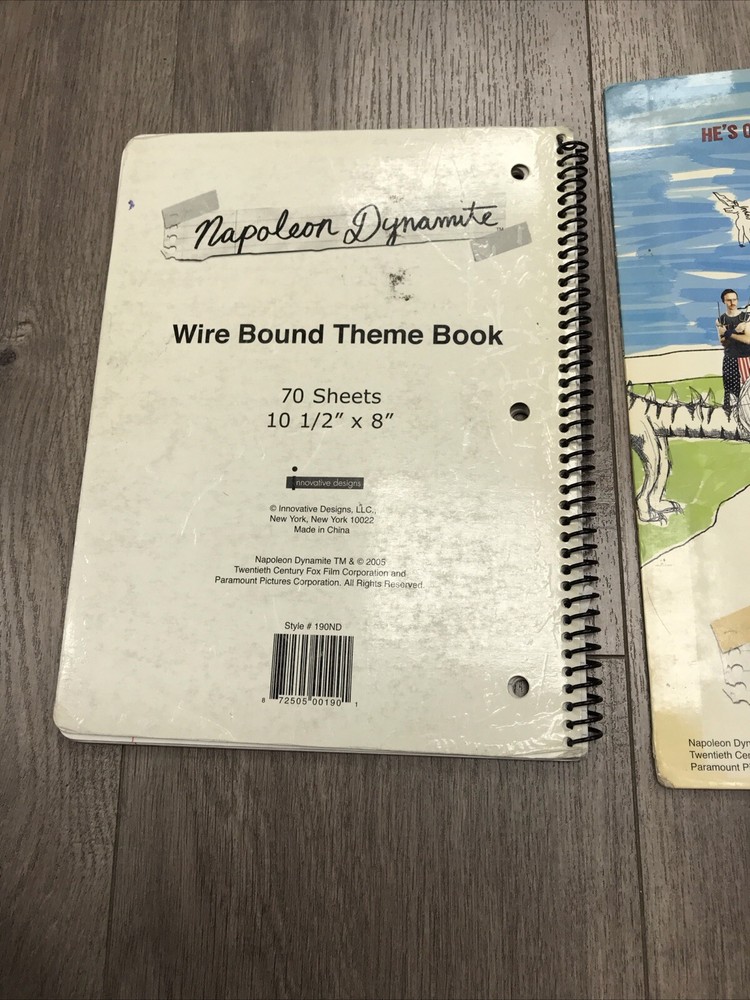 Napoleon Dynamite™
Wire Bound Theme Book
70 Sheets
10 1/2" x 8"
innovative designs
© Innovative Designs, LLC.,
New York, New York 10022
Made in China
Napoleon Dynamite TM & © 2005
Twentieth Century Fox Film Corporation and
Paramount Pictures Corporation. All Rights Reserved.
Style # 190ND
8 72505 00190 1
HE'S O
Napoleon Dyn
Twentieth Ce
Paramount P